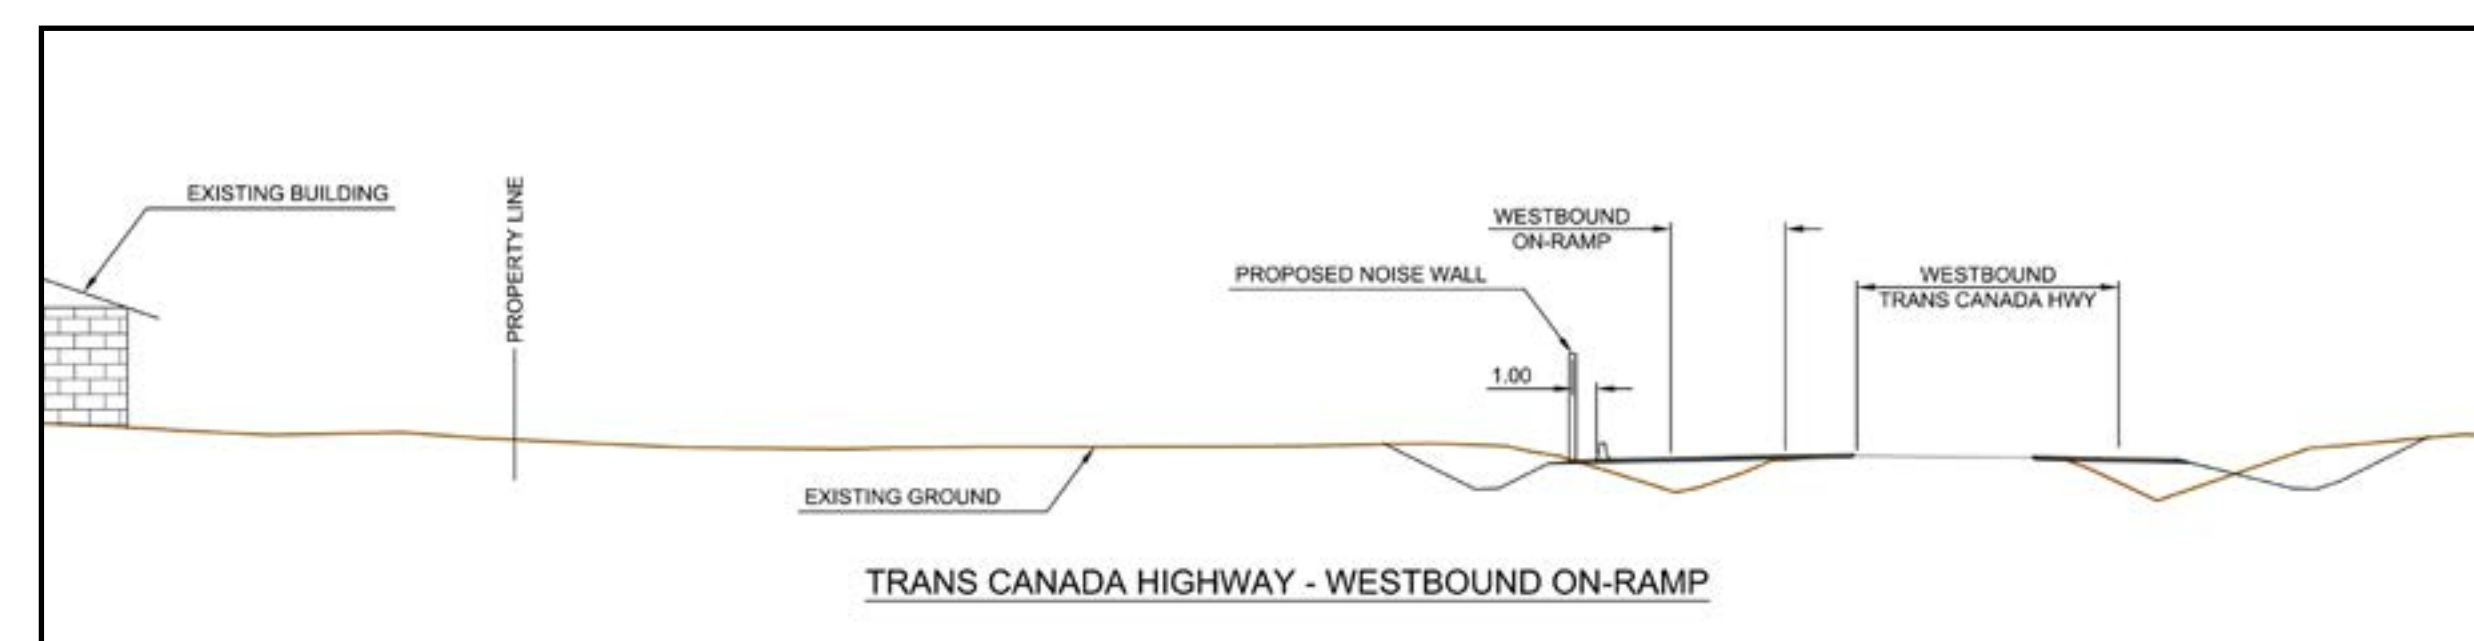 EXISTING BUILDING
PROPERTY LINE
WESTBOUND
ON-RAMP
PROPOSED NOISE WALL
WESTBOUND
TRANS CANADA HWY
1.00
EXISTING GROUND
TRANS CANADA HIGHWAY - WESTBOUND ON-RAMP